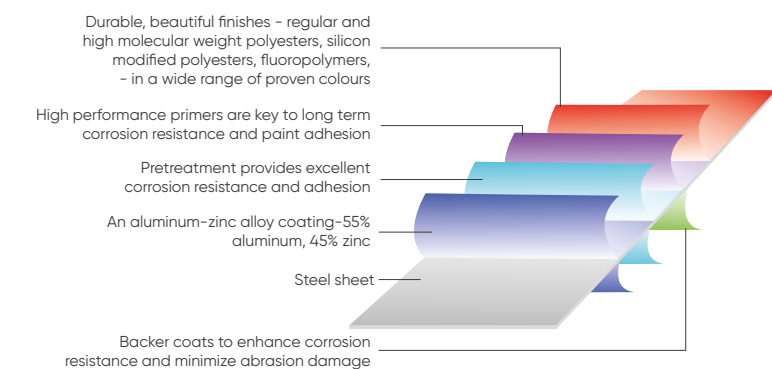 Durable, beautiful finishes - regular and
high molecular weight polyesters, silicon
modified polyesters, fluoropolymers,
- in a wide range of proven colours
High performance primers are key to long term
corrosion resistance and paint adhesion
Pretreatment provides excellent
corrosion resistance and adhesion
An aluminum-zinc alloy coating-55%
aluminum, 45% zinc
Steel sheet
Backer coats to enhance corrosion
resistance and minimize abrasion damage